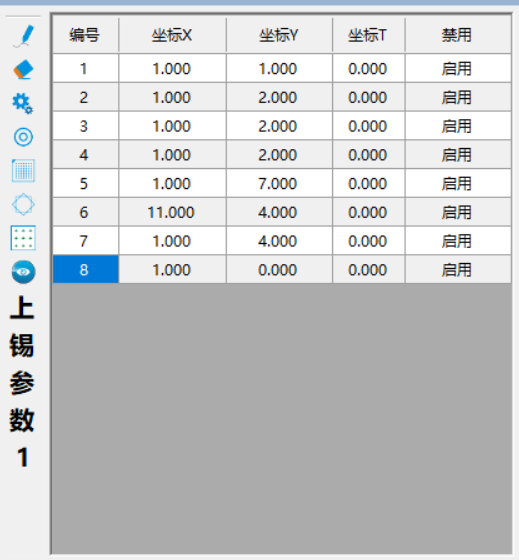 编号 坐标X 坐标Y 坐标T 禁用
1 1.000 1.000 0.000 启用
2 1.000 2.000 0.000 启用
3 1.000 2.000 0.000 启用
4 1.000 2.000 0.000 启用
5 1.000 7.000 0.000 启用
6 11.000 4.000 0.000 启用
7 1.000 4.000 0.000 启用
8 1.000 0.000 0.000 启用
上
锡
参
数
1